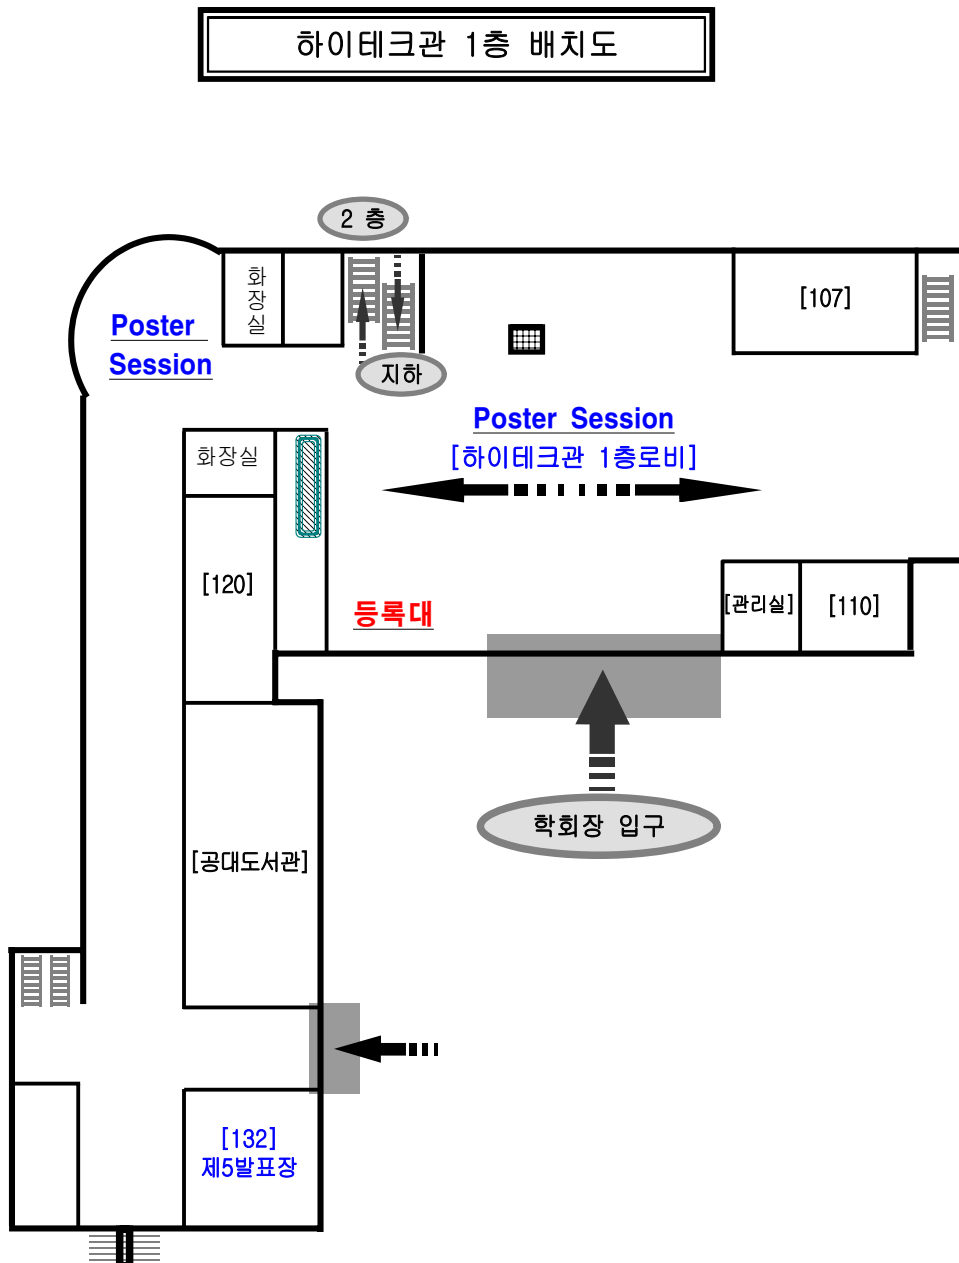 하이테크관 1층 배치도
2 층
화장실
[107]
Poster
Session
지하
Poster Session
[하이테크관 1층로비]
화장실
[120]
등록대
[관리실]
[110]
학회장 입구
[공대도서관]
[132]
제5발표장